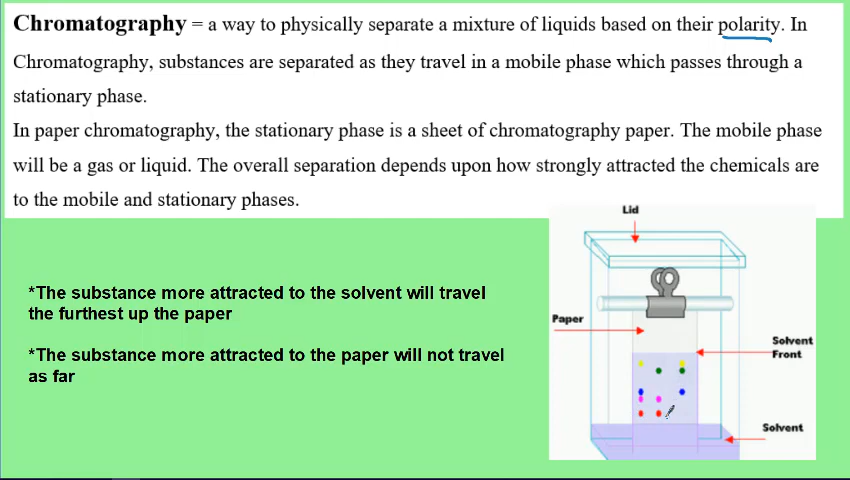 Chromatography = a way to physically separate a mixture of liquids based on their polarity. In
Chromatography, substances are separated as they travel in a mobile phase which passes through a
stationary phase.
In paper chromatography, the stationary phase is a sheet of chromatography paper. The mobile phase
will be a gas or liquid. The overall separation depends upon how strongly attracted the chemicals are
to the mobile and stationary phases.
*The substance more attracted to the solvent will travel
the furthest up the paper
*The substance more attracted to the paper will not travel
as far
Lid
Paper
Solvent
Front
Solvent